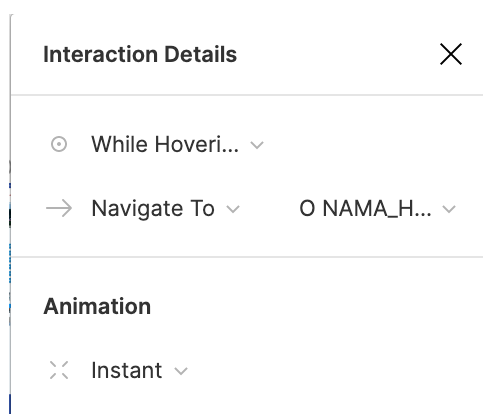 Interaction Details
While Hoveri...
Navigate To O NAMA_H...
Animation
Instant